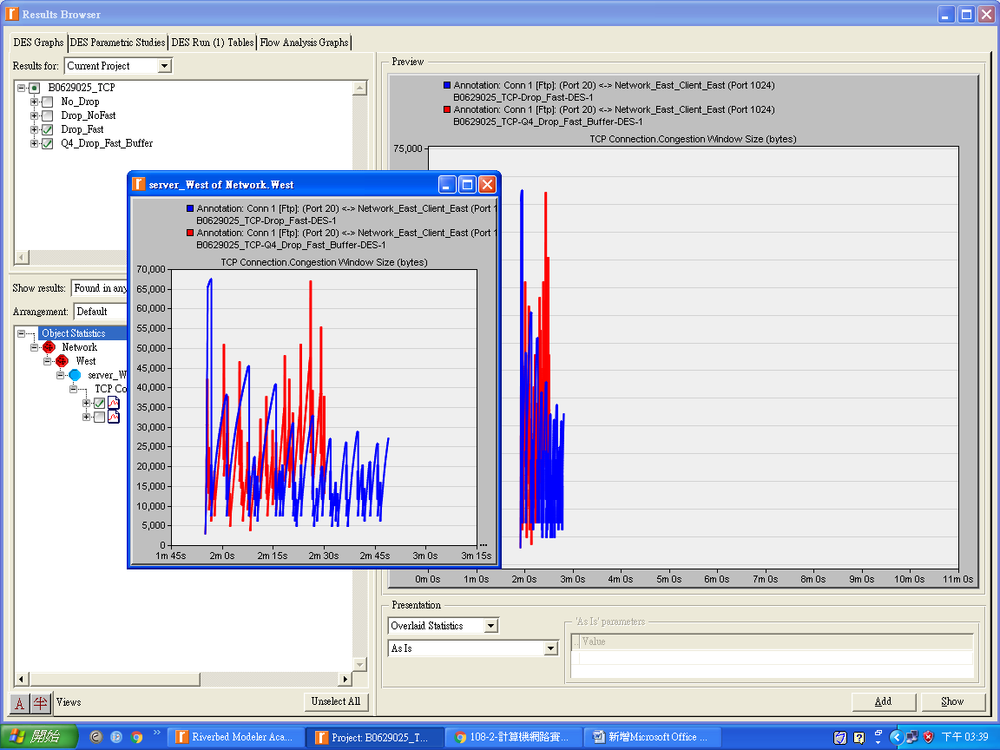 Results Browser
DES Graphs
DES Parametric Studies
DES Run (1) Tables
Flow Analysis Graphs
Results for:
Current Project
B0629025_TCP
No_Drop
Drop_NoFast
Drop_Fast
Q4_Drop_Fast_Buffer
Show results:
Found in any
Arrangement:
Default
Object Statistics
Network
West
server_W
TCP Co
Views
Unselect All
server_West of Network.West
Annotation: Conn 1 [Ftp]: (Port 20) <-> Network_East_Client_East (Port 1
B0629025_TCP-Drop_Fast-DES-1
Annotation: Conn 1 [Ftp]: (Port 20) <-> Network_East_Client_East (Port 1
B0629025_TCP-Q4_Drop_Fast_Buffer-DES-1
TCP Connection.Congestion Window Size (bytes)
70,000
65,000
60,000
55,000
50,000
45,000
40,000
35,000
30,000
25,000
20,000
15,000
10,000
5,000
0
1m 45s
2m 0s
2m 15s
2m 30s
2m 45s
3m 0s
3m 15s
...
Preview
Annotation: Conn 1 [Ftp]: (Port 20) <-> Network_East_Client_East (Port 1024)
B0629025_TCP-Drop_Fast-DES-1
Annotation: Conn 1 [Ftp]: (Port 20) <-> Network_East_Client_East (Port 1024)
B0629025_TCP-Q4_Drop_Fast_Buffer-DES-1
TCP Connection.Congestion Window Size (bytes)
75,000
0m 0s
1m 0s
2m 0s
3m 0s
4m 0s
5m 0s
6m 0s
7m 0s
8m 0s
9m 0s
10m 0s
11m 0s
Presentation
Overlaid Statistics
As Is
'As Is' parameters
Value
Add
Show
開始
Riverbed Modeler Aca...
Project: B0629025_T...
108-2-計算機網路實...
新增Microsoft Office ...
下午 03:39